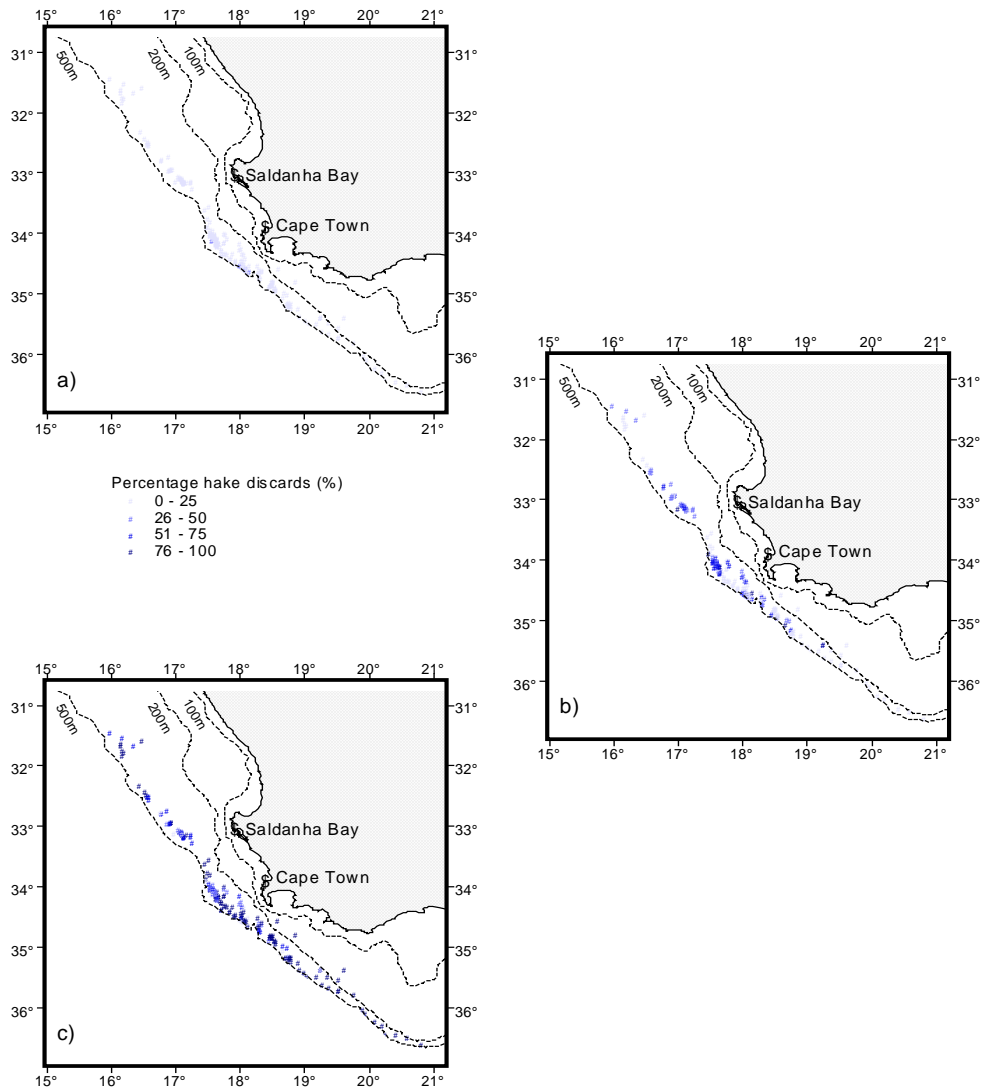 15° 16° 17° 18° 19° 20° 21°
31° 31°
32° 32°
33° 33°
34° 34°
35° 35°
36° 36°
500m
200m
100m
Saldanha Bay
$ Cape Town
a)
15° 16° 17° 18° 19° 20° 21°
Percentage hake discards (%)
# 0 - 25
# 26 - 50
# 51 - 75
# 76 - 100
15° 16° 17° 18° 19° 20° 21°
31° 31°
32° 32°
33° 33°
34° 34°
35° 35°
36° 36°
500m
200m
100m
Saldanha Bay
$ Cape Town
b)
15° 16° 17° 18° 19° 20° 21°
15° 16° 17° 18° 19° 20° 21°
31° 31°
32° 32°
33° 33°
34° 34°
35° 35°
36° 36°
500m
200m
100m
Saldanha Bay
$ Cape Town
c)
15° 16° 17° 18° 19° 20° 21°